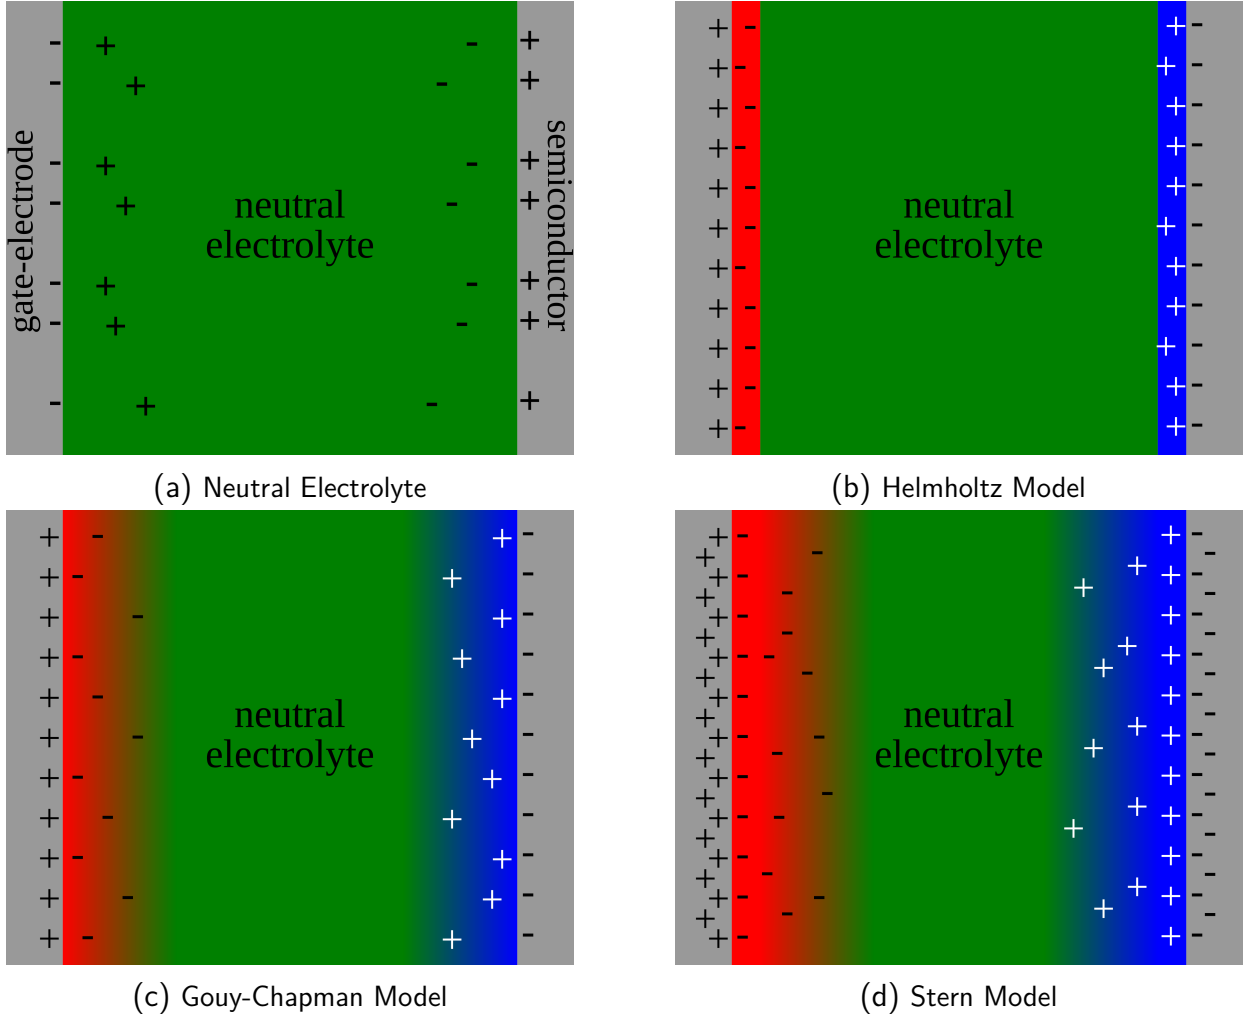 gate-electrode
neutral
electrolyte
semiconductor
neutral
electrolyte
(a) Neutral Electrolyte
(b) Helmholtz Model
neutral
electrolyte
neutral
electrolyte
(c) Gouy-Chapman Model
(d) Stern Model